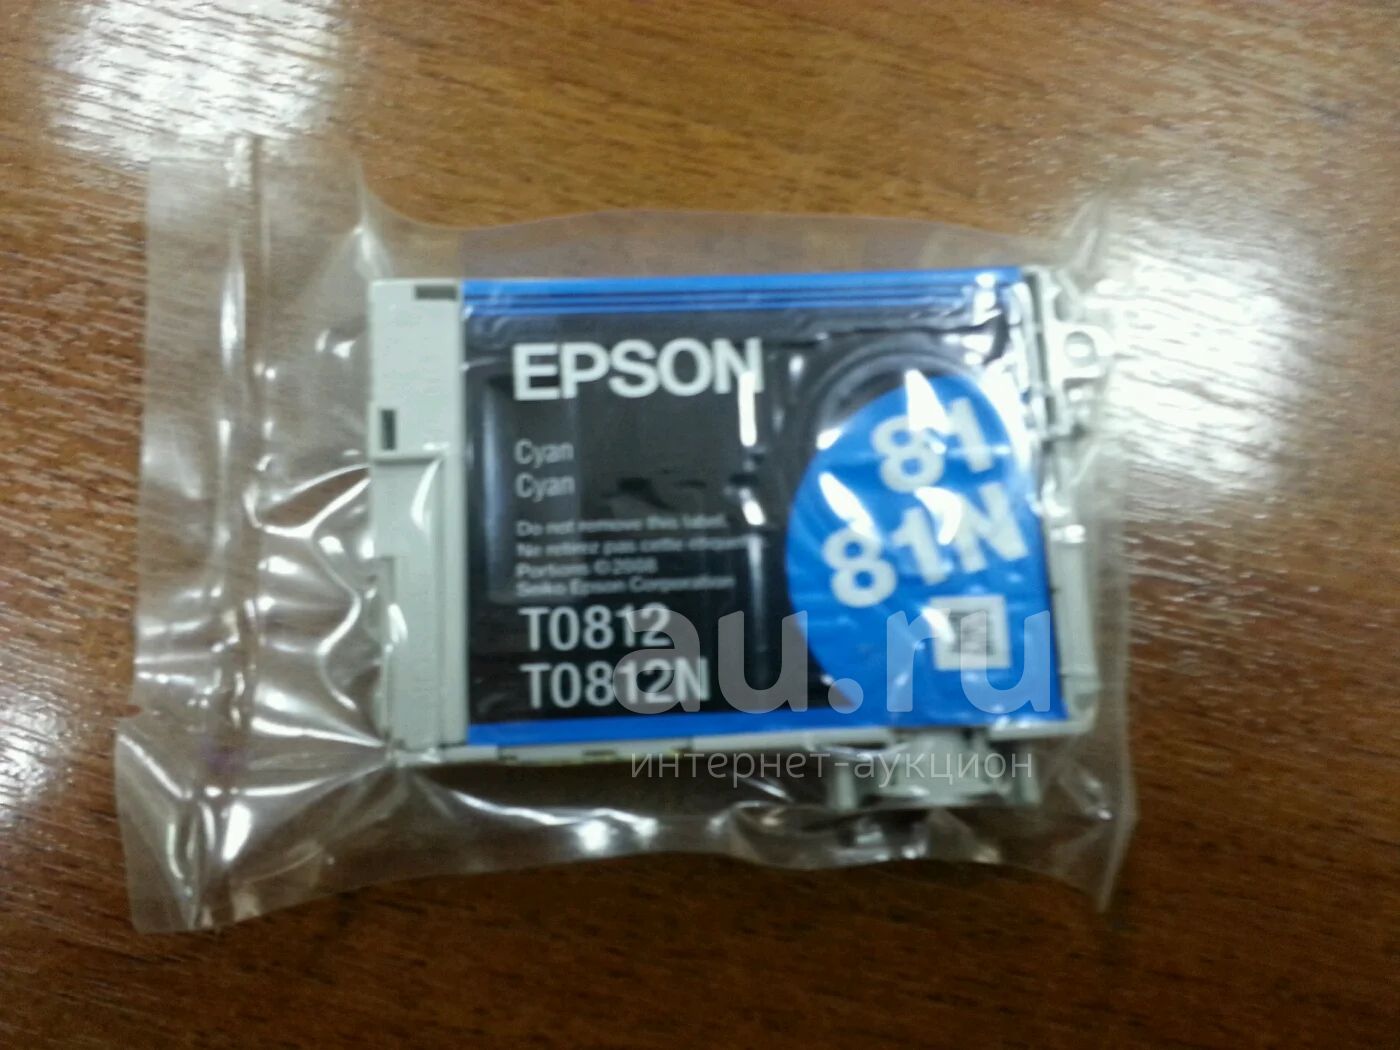 EPSON
Cyan
Cyan
Do not remove this label.
Ne retirez pas cette
Portions ©2008
Seiko Epson Corporation
T0812
T0812N
81
81N
au.ru
интернет-аукцион